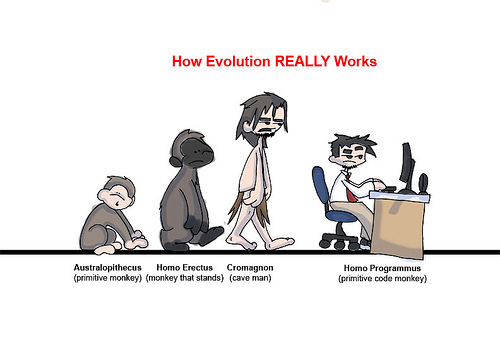 How Evolution REALLY Works
Australopithecus Homo Erectus Cromagnon Homo Programmus
(primitive monkey) (monkey that stands) (cave man) (primitive code monkey)